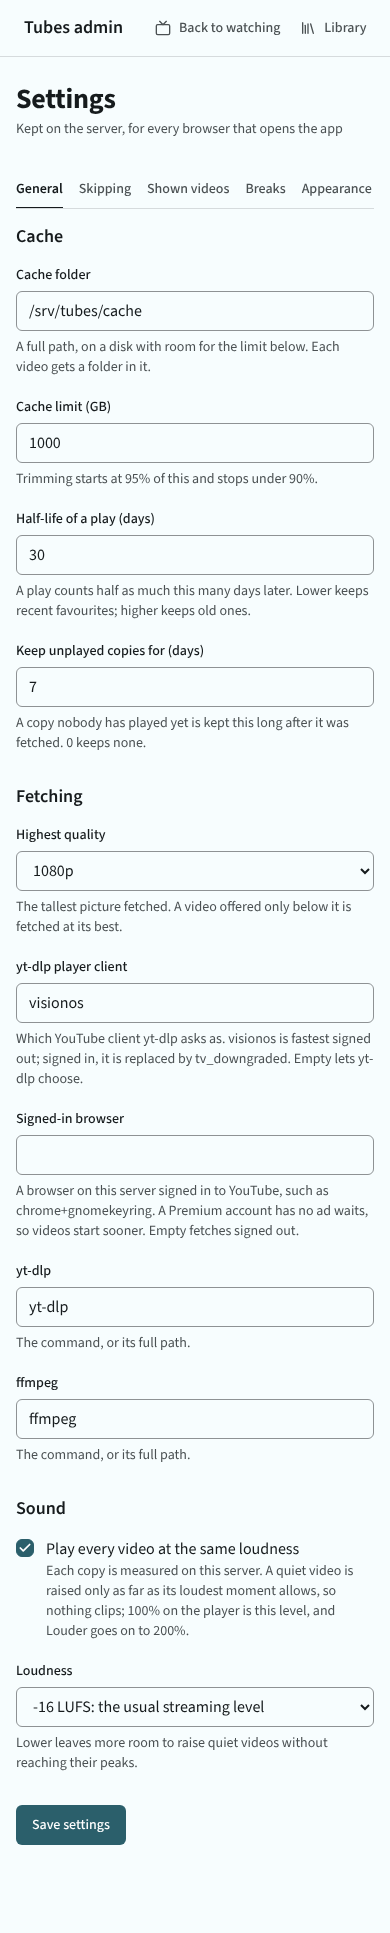 Tubes admin
Back to watching
Library
Settings
Kept on the server, for every browser that opens the app
General
Skipping
Shown videos
Breaks
Appearance
Cache
Cache folder
/srv/tubes/cache
A full path, on a disk with room for the limit below. Each
video gets a folder in it.
Cache limit (GB)
1000
Trimming starts at 95% of this and stops under 90%.
Half-life of a play (days)
30
A play counts half as much this many days later. Lower keeps
recent favourites; higher keeps old ones.
Keep unplayed copies for (days)
7
A copy nobody has played yet is kept this long after it was
fetched. 0 keeps none.
Fetching
Highest quality
1080p
The tallest picture fetched. A video offered only below it is
fetched at its best.
yt-dlp player client
visionos
Which YouTube client yt-dlp asks as. visionos is fastest signed
out; signed in, it is replaced by tv_downgraded. Empty lets yt-
dlp choose.
Signed-in browser
A browser on this server signed in to YouTube, such as
chrome+gnomekeyring. A Premium account has no ad waits,
so videos start sooner. Empty fetches signed out.
yt-dlp
yt-dlp
The command, or its full path.
ffmpeg
ffmpeg
The command, or its full path.
Sound
Play every video at the same loudness
Each copy is measured on this server. A quiet video is
raised only as far as its loudest moment allows, so
nothing clips; 100% on the player is this level, and
Louder goes on to 200%.
Loudness
-16 LUFS: the usual streaming level
Lower leaves more room to raise quiet videos without
reaching their peaks.
Save settings